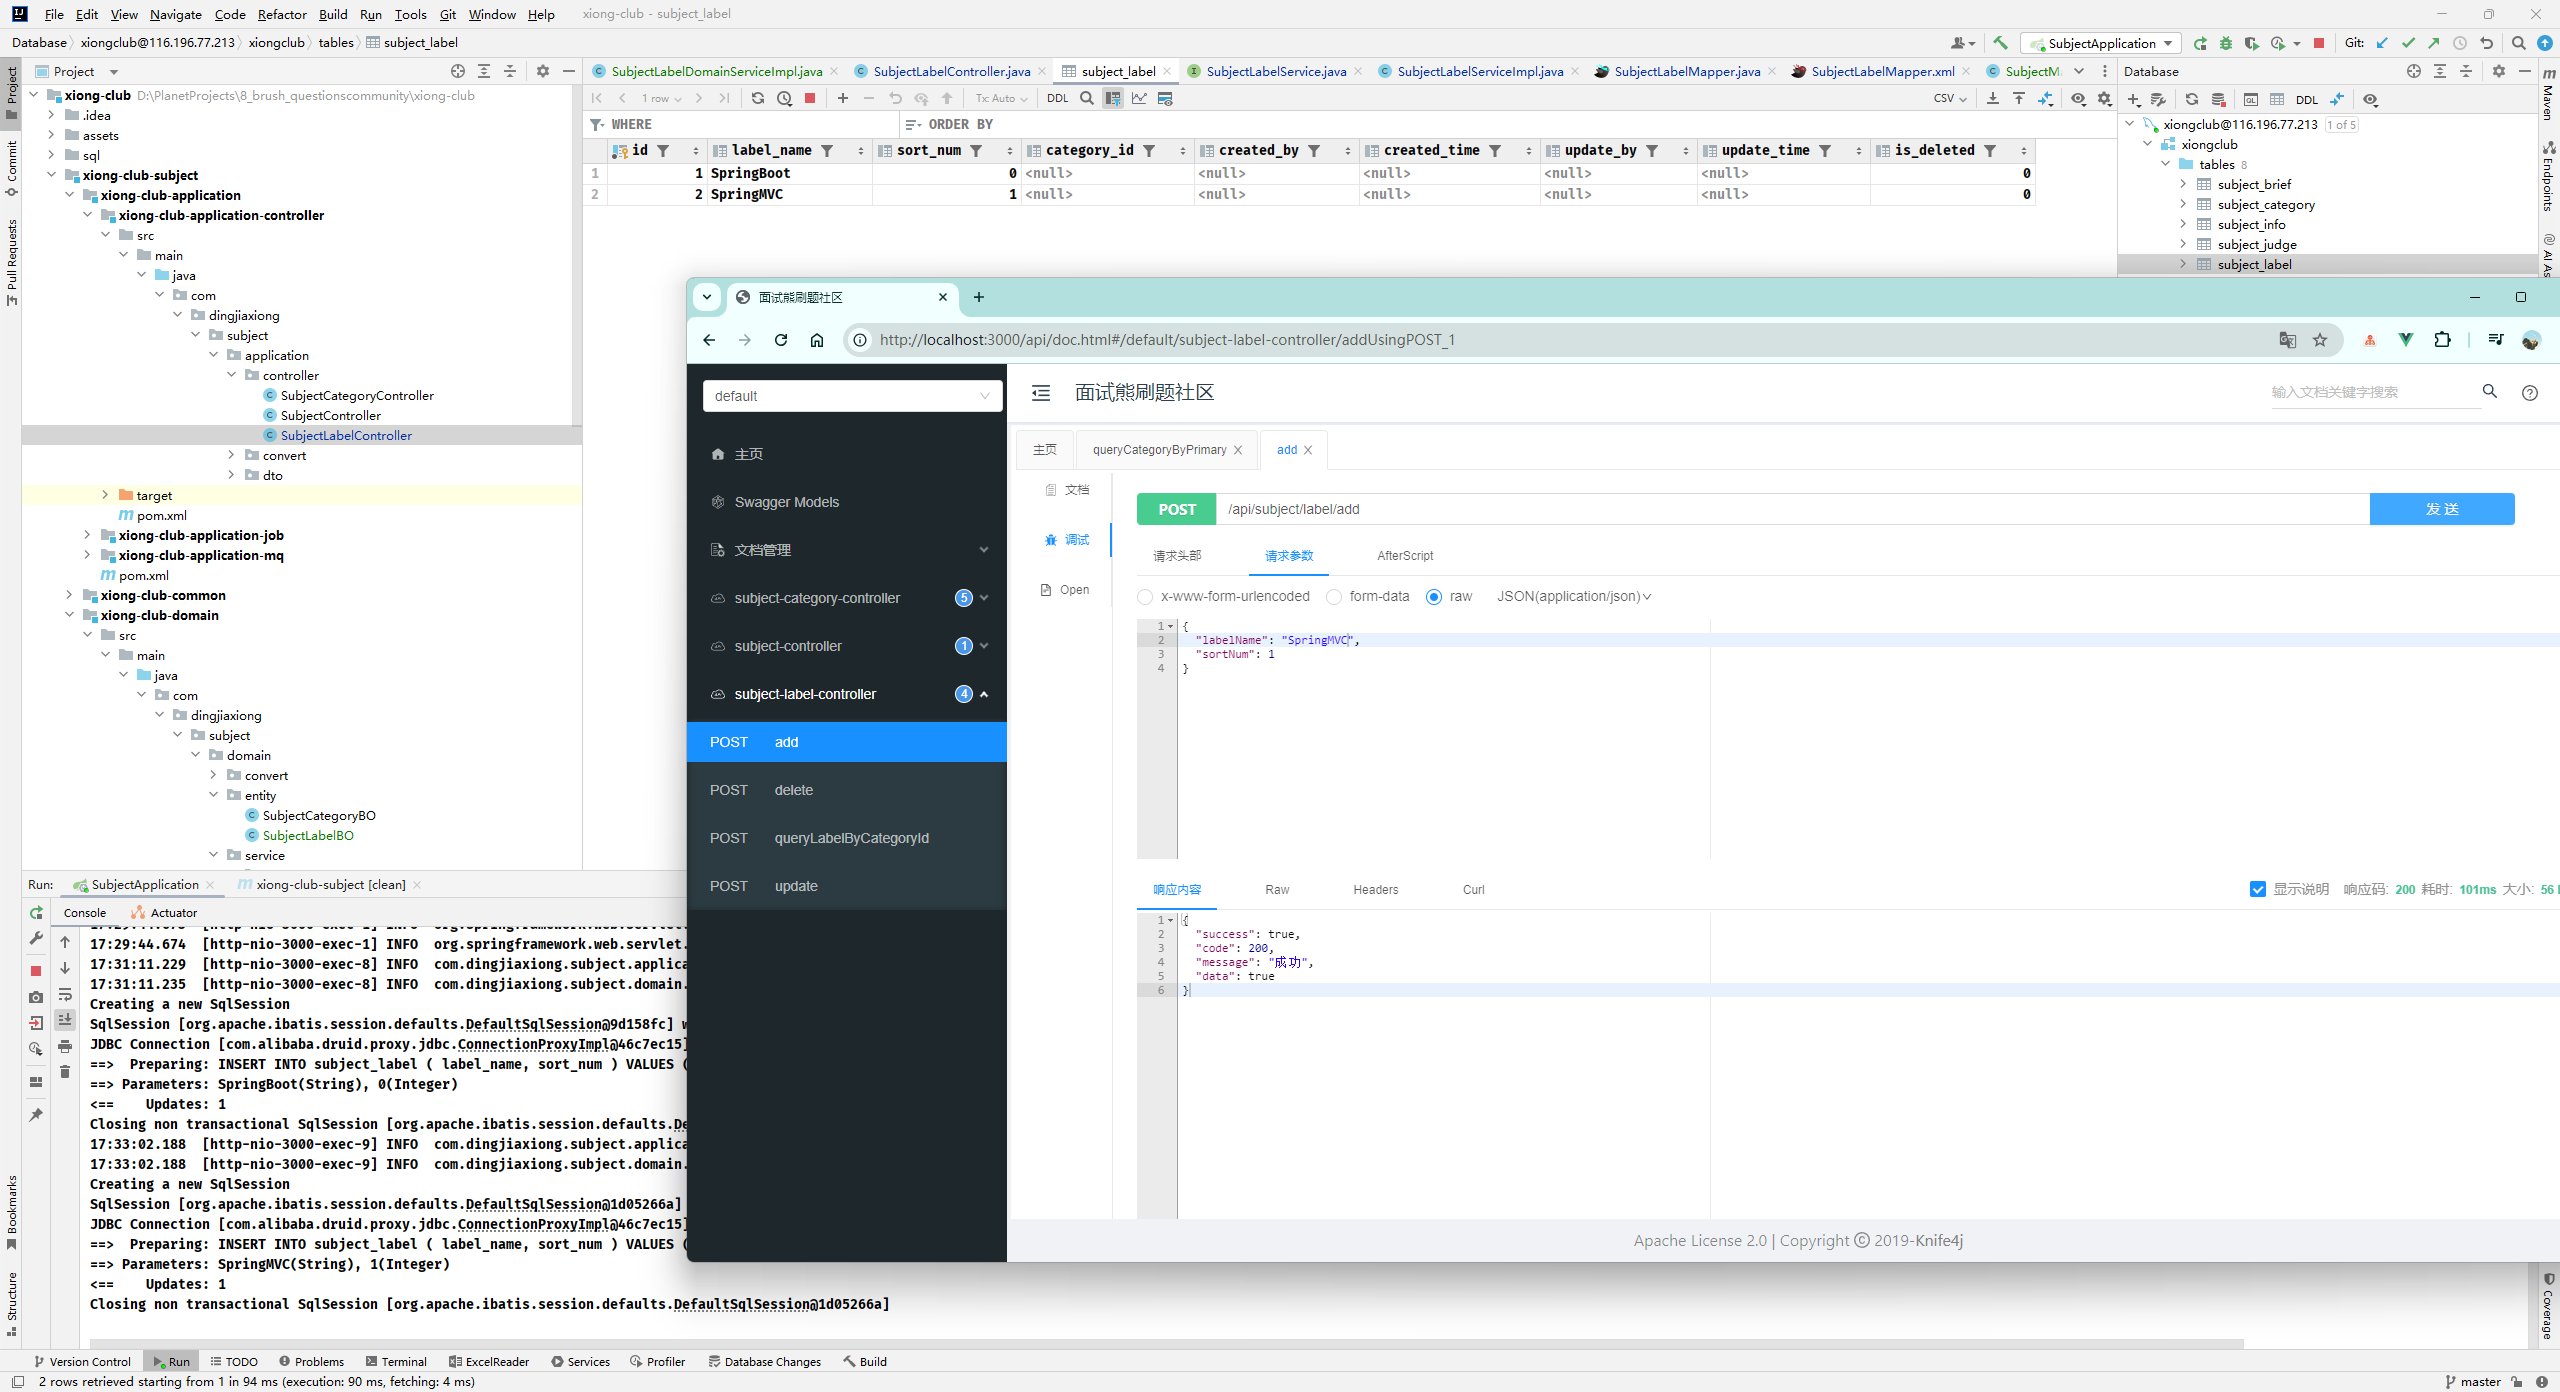 File Edit View Navigate Code Refactor Build Run Tools Git Window Help xiong-club - subject_label
Database xiongclub@116.196.77.213 xiongclub tables subject_label
SubjectApplication Git:
Project
SubjectLabelDomainServiceImpl.java SubjectLabelController.java subject_label SubjectLabelService.java SubjectLabelServiceImpl.java SubjectLabelMapper.java SubjectLabelMapper.xml
Database
1 row Tx: Auto DDL CSV
DDL
WHERE ORDER BY
id label_name sort_num category_id created_by created_time update_by update_time is_deleted
1 1 SpringBoot 0 <null> <null> <null> <null> <null> 0
2 2 SpringMVC 1 <null> <null> <null> <null> <null> 0
xiongclub@116.196.77.213 1 of 5
xiongclub
tables 8
subject_brief
subject_category
subject_info
subject_judge
subject_label
Project
Commit
Pull Requests
Bookmarks
Structure
Maven
Endpoints
Coverage
xiong-club D:\PlanetProjects\8_brush_questionscommunity\xiong-club
.idea
assets
sql
xiong-club-subject
xiong-club-application
xiong-club-application-controller
src
main
java
com
dingjiaxiong
subject
application
controller
SubjectCategoryController
SubjectController
SubjectLabelController
convert
dto
target
pom.xml
xiong-club-application-job
xiong-club-application-mq
pom.xml
xiong-club-common
xiong-club-domain
src
main
java
com
dingjiaxiong
subject
domain
convert
entity
SubjectCategoryBO
SubjectLabelBO
service
面试熊刷题社区
http://localhost:3000/api/doc.html#/default/subject-label-controller/addUsingPOST_1
default
面试熊刷题社区
输入文档关键字搜索
主页
Swagger Models
文档管理
subject-category-controller 5
subject-controller 1
subject-label-controller 4
POST add
POST delete
POST queryLabelByCategoryId
POST update
主页 queryCategoryByPrimary add
文档
调试
Open
POST /api/subject/label/add 发 送
请求头部 请求参数 AfterScript
x-www-form-urlencoded form-data raw JSON(application/json)
1 {
2 "labelName": "SpringMVC",
3 "sortNum": 1
4 }
响应内容 Raw Headers Curl 显示说明 响应码: 200 耗时: 101ms 大小: 56
1 {
2 "success": true,
3 "code": 200,
4 "message": "成功",
5 "data": true
6 }
Apache License 2.0 | Copyright © 2019-Knife4j
Run: SubjectApplication xiong-club-subject [clean]
Console Actuator
17:29:44.674 [http-nio-3000-exec-1] INFO org.springframework.web.servlet.
17:31:11.229 [http-nio-3000-exec-8] INFO com.dingjiaxiong.subject.applica
17:31:11.235 [http-nio-3000-exec-8] INFO com.dingjiaxiong.subject.domain.
Creating a new SqlSession
SqlSession [org.apache.ibatis.session.defaults.DefaultSqlSession@9d158fc] w
JDBC Connection [com.alibaba.druid.proxy.jdbc.ConnectionProxyImpl@46c7ec15]
==> Preparing: INSERT INTO subject_label ( label_name, sort_num ) VALUES (
==> Parameters: SpringBoot(String), 0(Integer)
<== Updates: 1
Closing non transactional SqlSession [org.apache.ibatis.session.defaults.De
17:33:02.188 [http-nio-3000-exec-9] INFO com.dingjiaxiong.subject.applica
17:33:02.188 [http-nio-3000-exec-9] INFO com.dingjiaxiong.subject.domain.
Creating a new SqlSession
SqlSession [org.apache.ibatis.session.defaults.DefaultSqlSession@1d05266a]
JDBC Connection [com.alibaba.druid.proxy.jdbc.ConnectionProxyImpl@46c7ec15]
==> Preparing: INSERT INTO subject_label ( label_name, sort_num ) VALUES (
==> Parameters: SpringMVC(String), 1(Integer)
<== Updates: 1
Closing non transactional SqlSession [org.apache.ibatis.session.defaults.DefaultSqlSession@1d05266a]
Version Control Run TODO Problems Terminal ExcelReader Services Profiler Database Changes Build
2 rows retrieved starting from 1 in 94 ms (execution: 90 ms, fetching: 4 ms) master